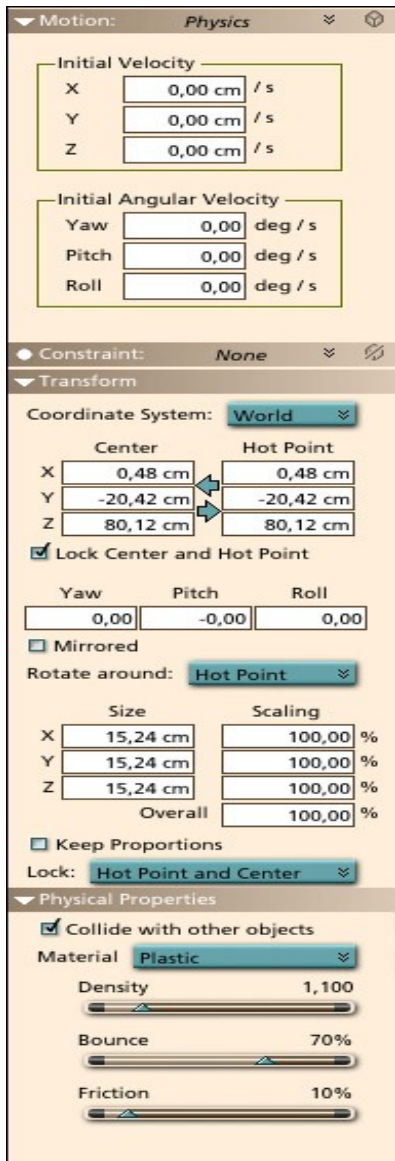 Motion: Physics
Initial Velocity
X 0,00 cm / s
Y 0,00 cm / s
Z 0,00 cm / s
Initial Angular Velocity
Yaw 0,00 deg / s
Pitch 0,00 deg / s
Roll 0,00 deg / s
Constraint: None
Transform
Coordinate System: World
Center Hot Point
X 0,48 cm 0,48 cm
Y -20,42 cm -20,42 cm
Z 80,12 cm 80,12 cm
Lock Center and Hot Point
Yaw Pitch Roll
0,00 -0,00 0,00
Mirrored
Rotate around: Hot Point
Size Scaling
X 15,24 cm 100,00 %
Y 15,24 cm 100,00 %
Z 15,24 cm 100,00 %
Overall 100,00 %
Keep Proportions
Lock: Hot Point and Center
Physical Properties
Collide with other objects
Material Plastic
Density 1,100
Bounce 70%
Friction 10%